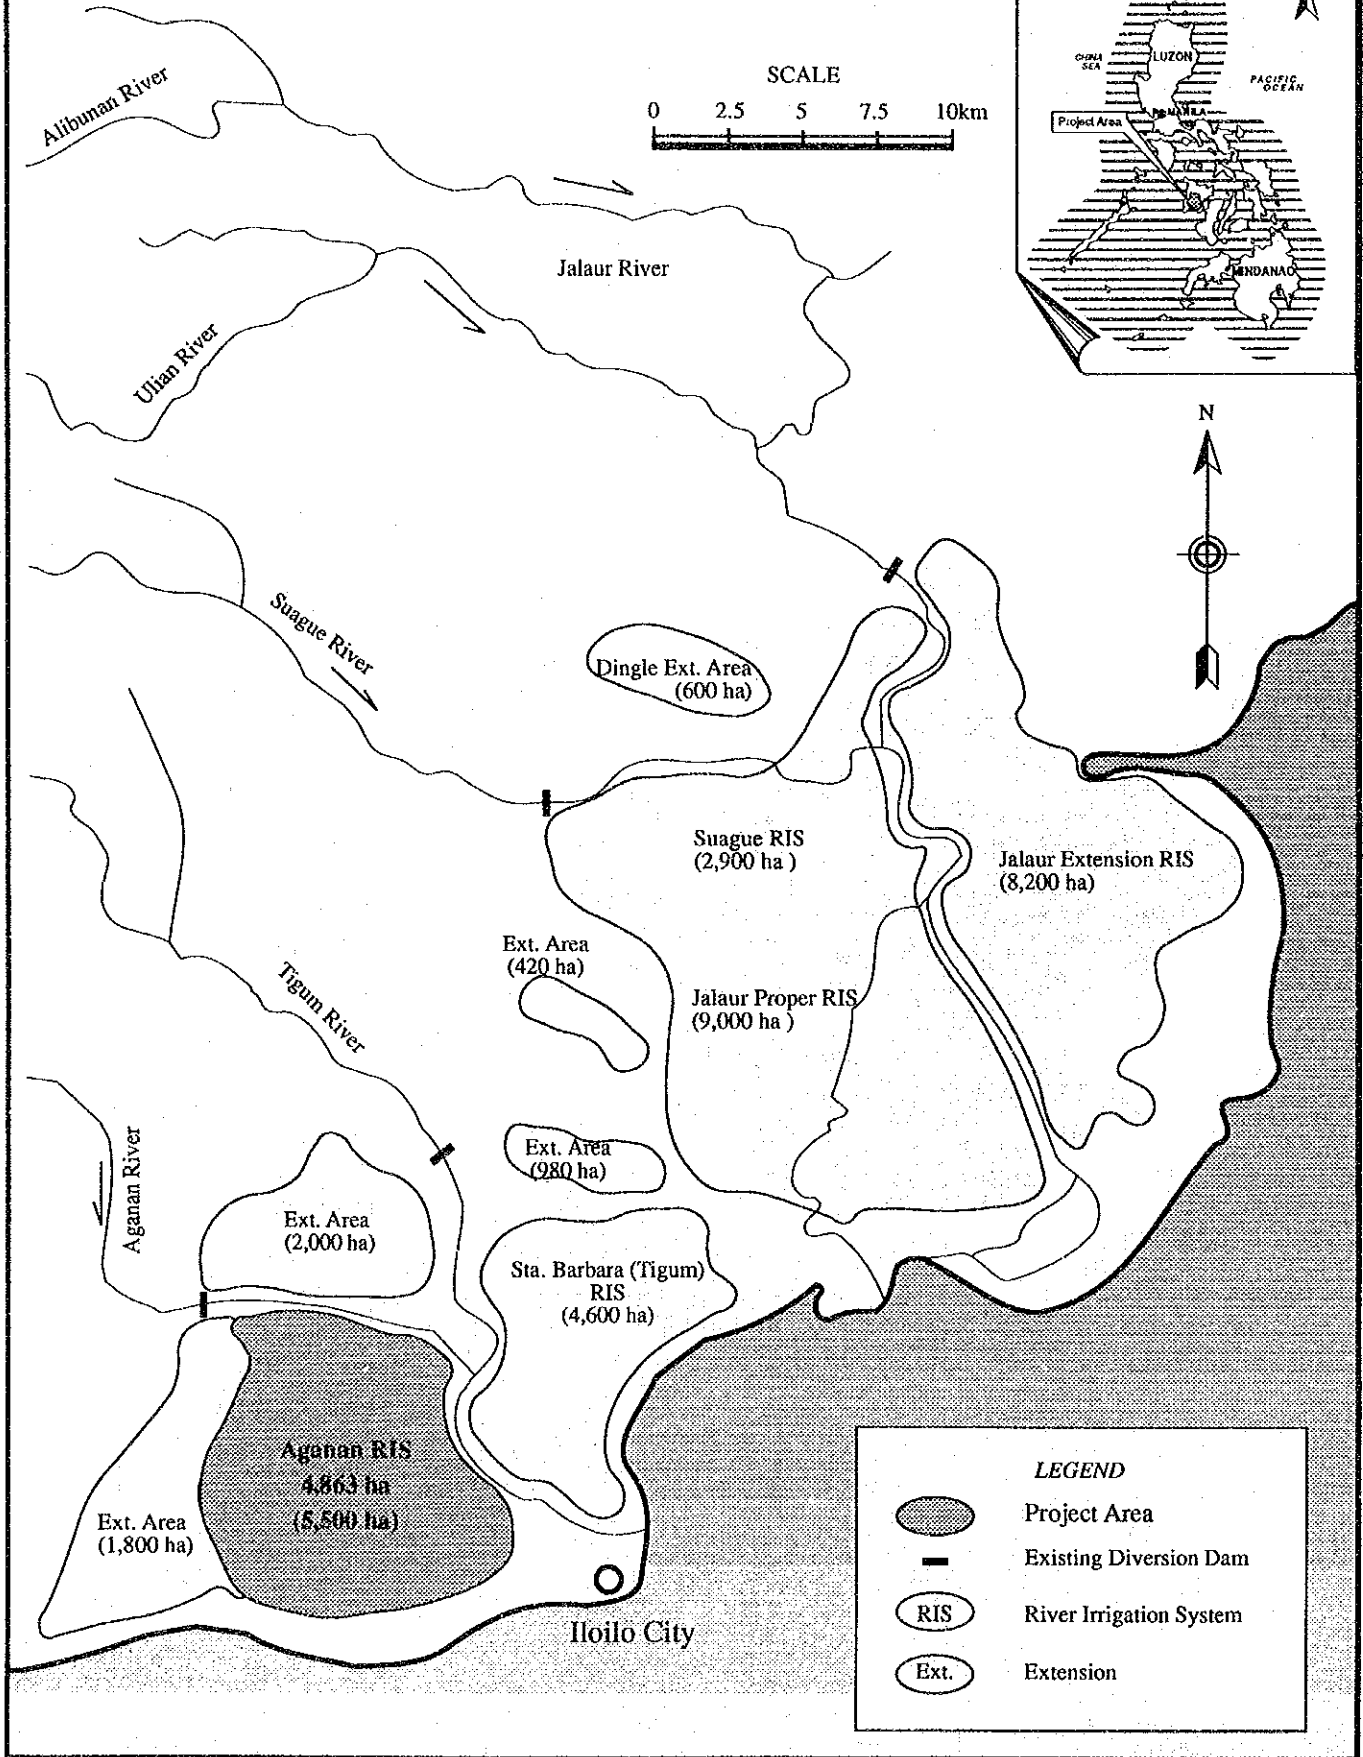 SCALE
0 2.5 5 7.5 10km
CHINA
SEA
LUZON
PACIFIC
OCEAN
MANILA
Project Area
MINDANAO
Alibunan River
Jalaur River
Ulian River
N
Suague River
Dingle Ext. Area
(600 ha)
Suague RIS
(2,900 ha )
Jalaur Extension RIS
(8,200 ha)
Ext. Area
(420 ha)
Tigum River
Jalaur Proper RIS
(9,000 ha )
Aganan River
Ext. Area
(980 ha)
Ext. Area
(2,000 ha)
Sta. Barbara (Tigum)
RIS
(4,600 ha)
Aganan RIS
4,863 ha
(5,500 ha)
Ext. Area
(1,800 ha)
Iloilo City
LEGEND
Project Area
Existing Diversion Dam
RIS River Irrigation System
Ext. Extension